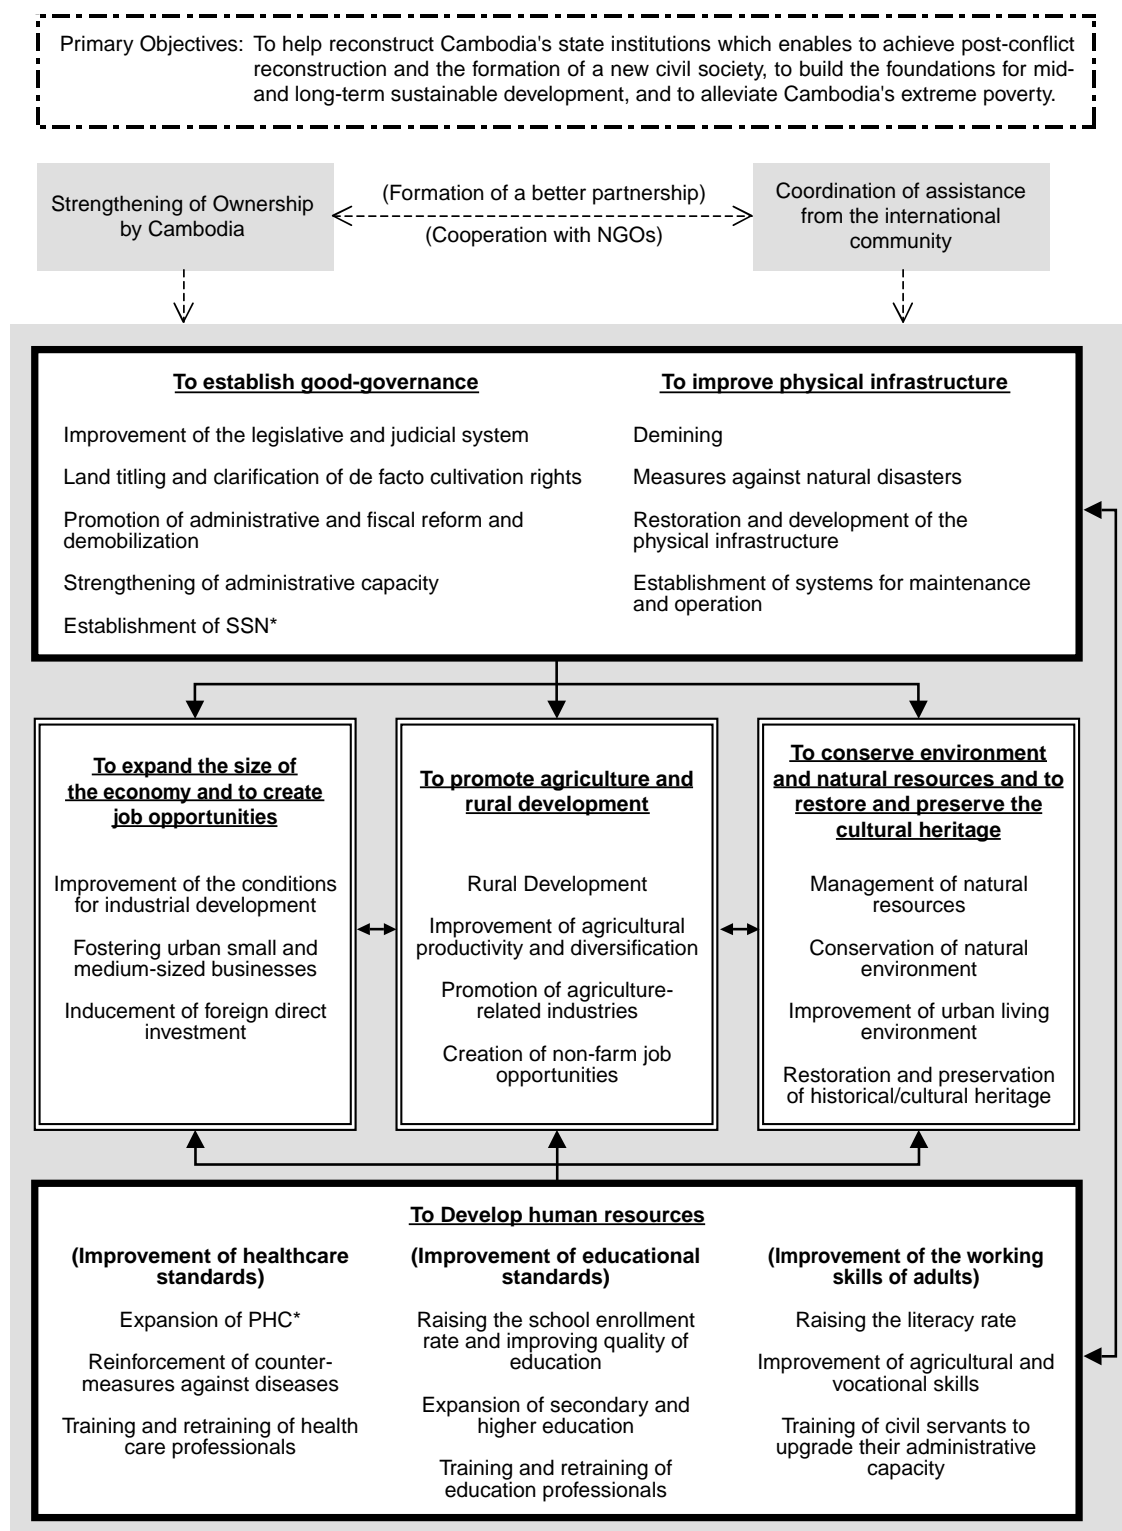 Primary Objectives: To help reconstruct Cambodia's state institutions which enables to achieve post-conflict
reconstruction and the formation of a new civil society, to build the foundations for mid-
and long-term sustainable development, and to alleviate Cambodia's extreme poverty.
Strengthening of Ownership
by Cambodia
(Formation of a better partnership)
(Cooperation with NGOs)
Coordination of assistance
from the international
community
To establish good-governance
Improvement of the legislative and judicial system
Land titling and clarification of de facto cultivation rights
Promotion of administrative and fiscal reform and
demobilization
Strengthening of administrative capacity
Establishment of SSN*
To improve physical infrastructure
Demining
Measures against natural disasters
Restoration and development of the
physical infrastructure
Establishment of systems for maintenance
and operation
To expand the size of
the economy and to create
job opportunities
Improvement of the conditions
for industrial development
Fostering urban small and
medium-sized businesses
Inducement of foreign direct
investment
To promote agriculture and
rural development
Rural Development
Improvement of agricultural
productivity and diversification
Promotion of agriculture-
related industries
Creation of non-farm job
opportunities
To conserve environment
and natural resources and to
restore and preserve the
cultural heritage
Management of natural
resources
Conservation of natural
environment
Improvement of urban living
environment
Restoration and preservation
of historical/cultural heritage
To Develop human resources
(Improvement of healthcare
standards)
Expansion of PHC*
Reinforcement of counter-
measures against diseases
Training and retraining of health
care professionals
(Improvement of educational
standards)
Raising the school enrollment
rate and improving quality of
education
Expansion of secondary and
higher education
Training and retraining of
education professionals
(Improvement of the working
skills of adults)
Raising the literacy rate
Improvement of agricultural and
vocational skills
Training of civil servants to
upgrade their administrative
capacity